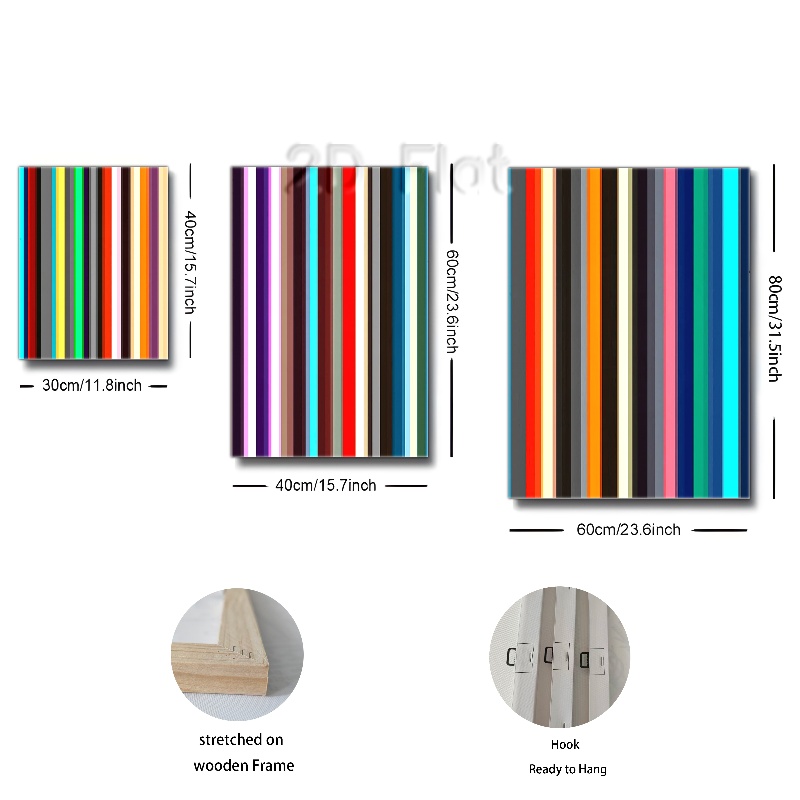 2D Flat
40cm/15.7inch
30cm/11.8inch
60cm/23.6inch
40cm/15.7inch
80cm/31.5inch
60cm/23.6inch
stretched on
wooden Frame
Hook
Ready to Hang